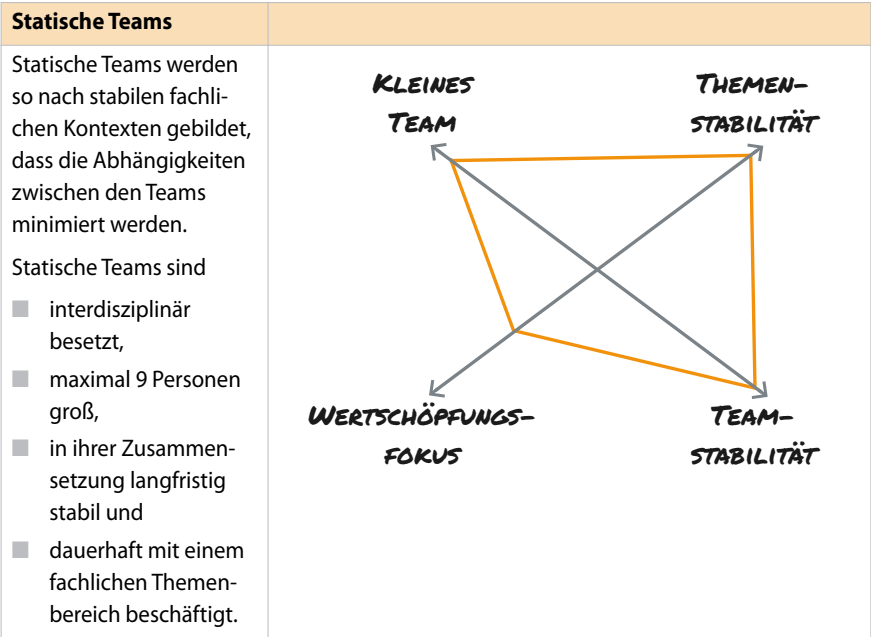 Statische Teams
Statische Teams werden
so nach stabilen fachli-
chen Kontexten gebildet,
dass die Abhängigkeiten
zwischen den Teams
minimiert werden.
Statische Teams sind
interdisziplinär
besetzt,
maximal 9 Personen
groß,
in ihrer Zusammen-
setzung langfristig
stabil und
dauerhaft mit einem
fachlichen Themen-
bereich beschäftigt.
KLEINES
TEAM
THEMEN-
STABILITÄT
WERTSCHÖPFUNGS-
FOKUS
TEAM-
STABILITÄT